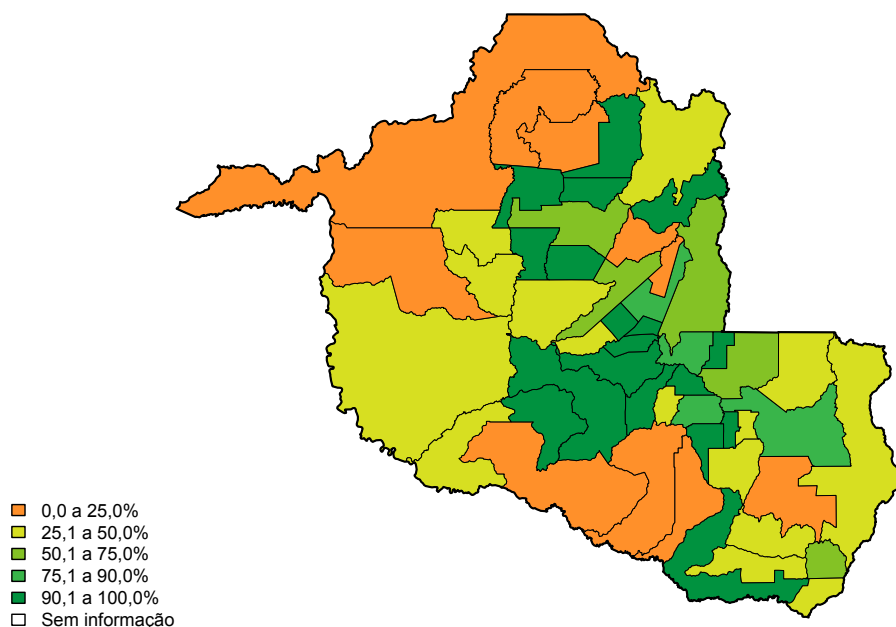 0,0 a 25,0%
25,1 a 50,0%
50,1 a 75,0%
75,1 a 90,0%
90,1 a 100,0%
Sem informação